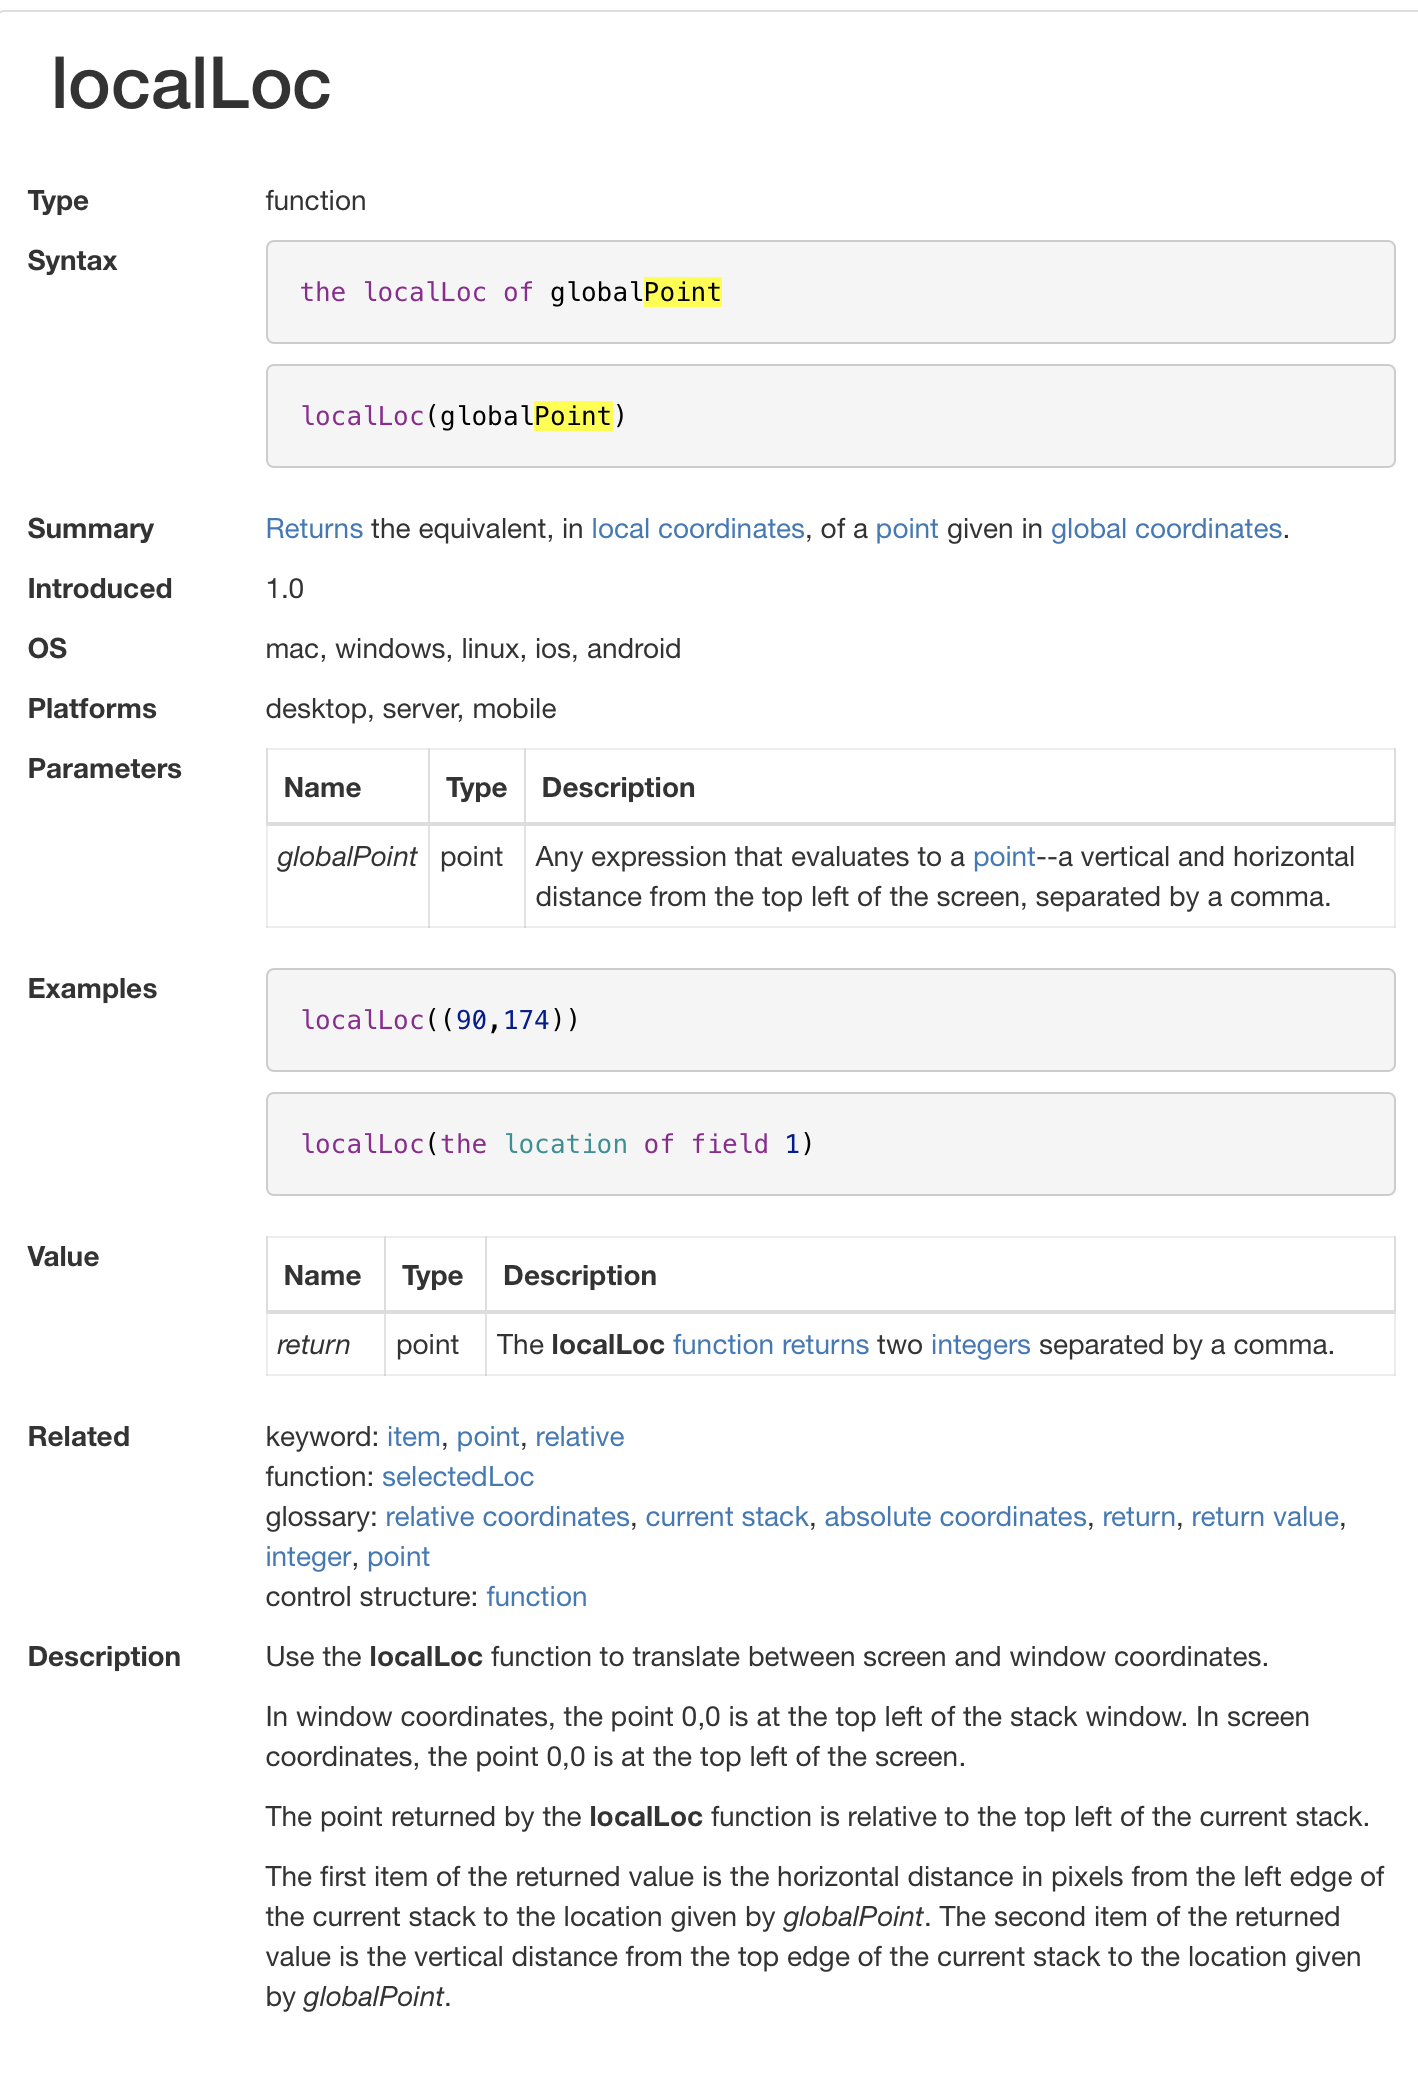 localLoc
Type function
Syntax
the localLoc of globalPoint
localLoc(globalPoint)
Summary Returns the equivalent, in local coordinates, of a point given in global coordinates.
Introduced 1.0
OS mac, windows, linux, ios, android
Platforms desktop, server, mobile
Parameters
Name Type Description
globalPoint point Any expression that evaluates to a point--a vertical and horizontal
distance from the top left of the screen, separated by a comma.
Examples
localLoc((90,174))
localLoc(the location of field 1)
Value
Name Type Description
return point The localLoc function returns two integers separated by a comma.
Related keyword: item, point, relative
function: selectedLoc
glossary: relative coordinates, current stack, absolute coordinates, return, return value,
integer, point
control structure: function
Description Use the localLoc function to translate between screen and window coordinates.
In window coordinates, the point 0,0 is at the top left of the stack window. In screen
coordinates, the point 0,0 is at the top left of the screen.
The point returned by the localLoc function is relative to the top left of the current stack.
The first item of the returned value is the horizontal distance in pixels from the left edge of
the current stack to the location given by globalPoint. The second item of the returned
value is the vertical distance from the top edge of the current stack to the location given
by globalPoint.